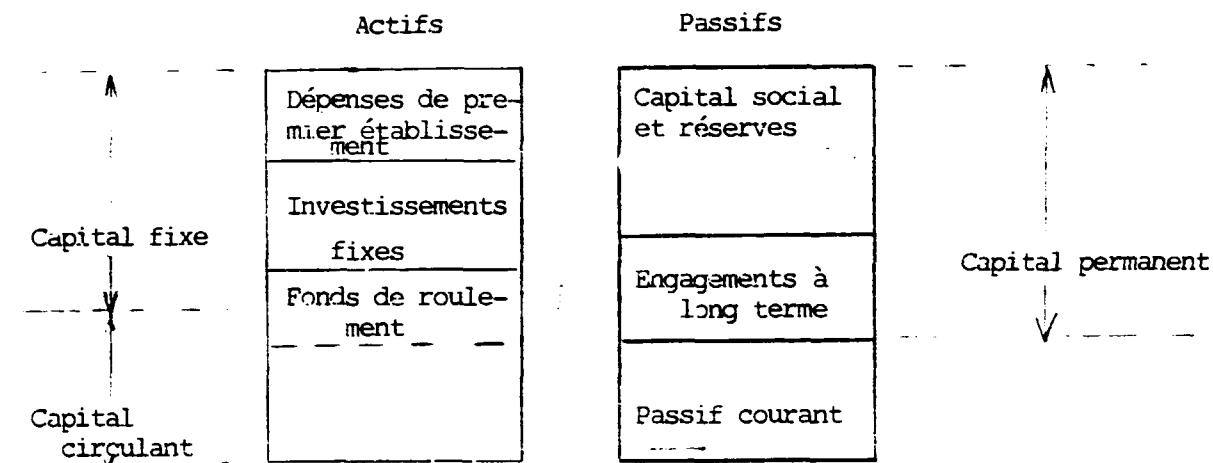 Actifs
Passifs
Dépenses de pre-
mier établisse-
ment
Investissements
fixes
Fonds de roule-
ment
Capital social
et réserves
Engagements à
long terme
Passif courant
Capital fixe
Capital
circulant
Capital permanent